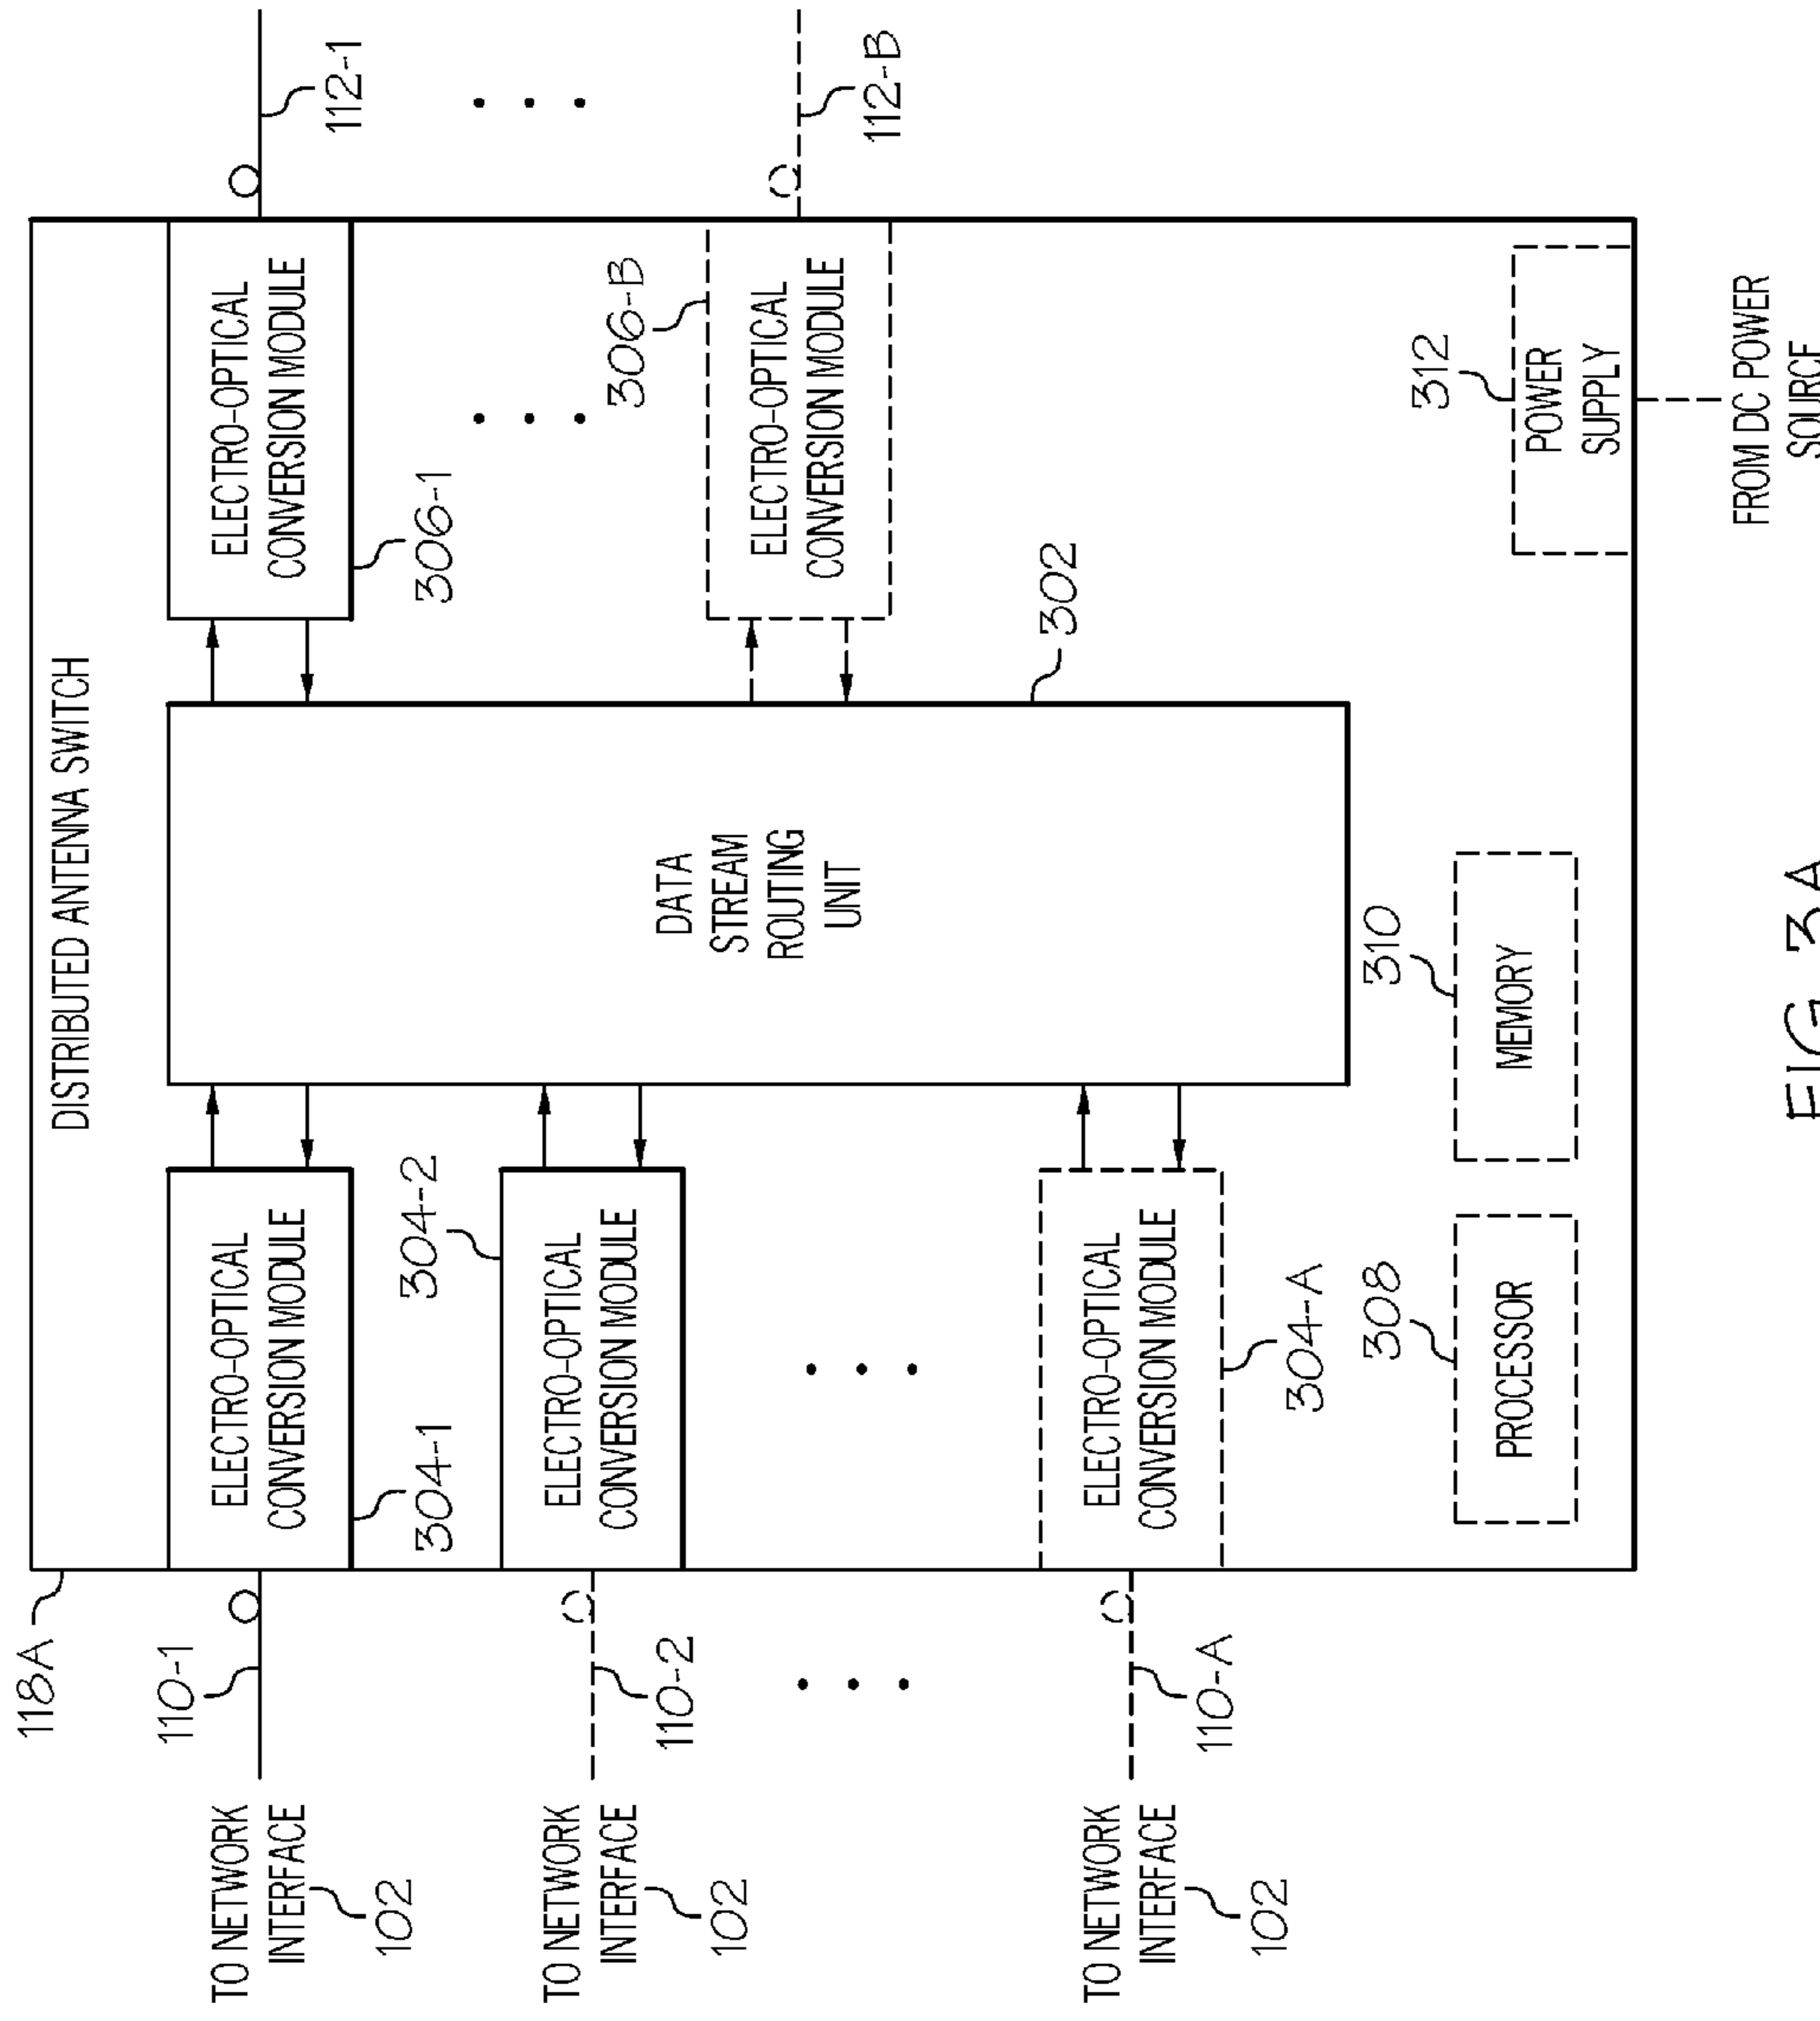 DISTRIBUTED ANTENNA SWITCH
118A
110-1
TO NETWORK
INTERFACE
102
ELECTRO-OPTICAL
CONVERSION MODULE
304-1
110-2
TO NETWORK
INTERFACE
102
ELECTRO-OPTICAL
CONVERSION MODULE
304-2
110-A
TO NETWORK
INTERFACE
102
ELECTRO-OPTICAL
CONVERSION MODULE
304-A
DATA
STREAM
ROUTING
UNIT
302
ELECTRO-OPTICAL
CONVERSION MODULE
306-1
112-1
ELECTRO-OPTICAL
CONVERSION MODULE
306-B
112-B
PROCESSOR
308
MEMORY
310
POWER
SUPPLY
312
FROM DC POWER
SOURCE
FIG. 3A